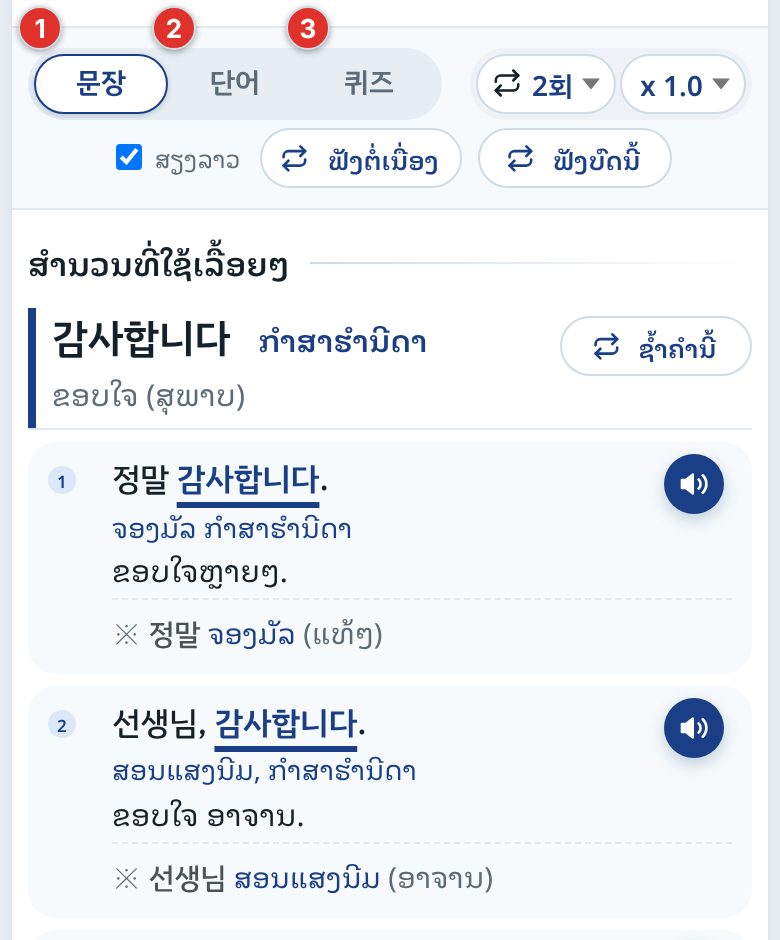 1 2 3
문장 단어 퀴즈 2회 x 1.0
ສຽງລາວ ຟັງຕໍ່ເນື່ອງ ຟັງບົດນີ້
ສຳນວນທີ່ໃຊ້ເລື້ອຍໆ
감사합니다 ກຳສາຮຳນີດາ ຊ້ຳຄຳນີ້
ຂອບໃຈ (ສຸພາບ)
1 정말 감사합니다.
ຈອງມັລ ກຳສາຮຳນີດາ
ຂອບໃຈຫຼາຍໆ.
※ 정말 ຈອງມັລ (ແທ້ໆ)
2 선생님, 감사합니다.
ສອນແສງນີມ, ກຳສາຮຳນີດາ
ຂອບໃຈ ອາຈານ.
※ 선생님 ສອນແສງນີມ (ອາຈານ)